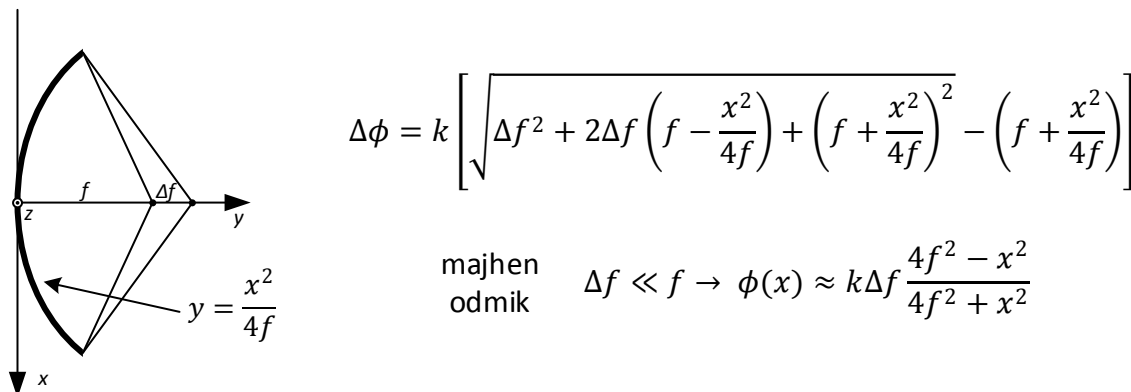 Δϕ = k [ √(Δf² + 2Δf (f − x²/4f) + (f + x²/4f)²) − (f + x²/4f) ]
f Δf
z y
majhen
odmik Δf ≪ f → ϕ(x) ≈ kΔf (4f² − x²)/(4f² + x²)
y = x²/4f
x